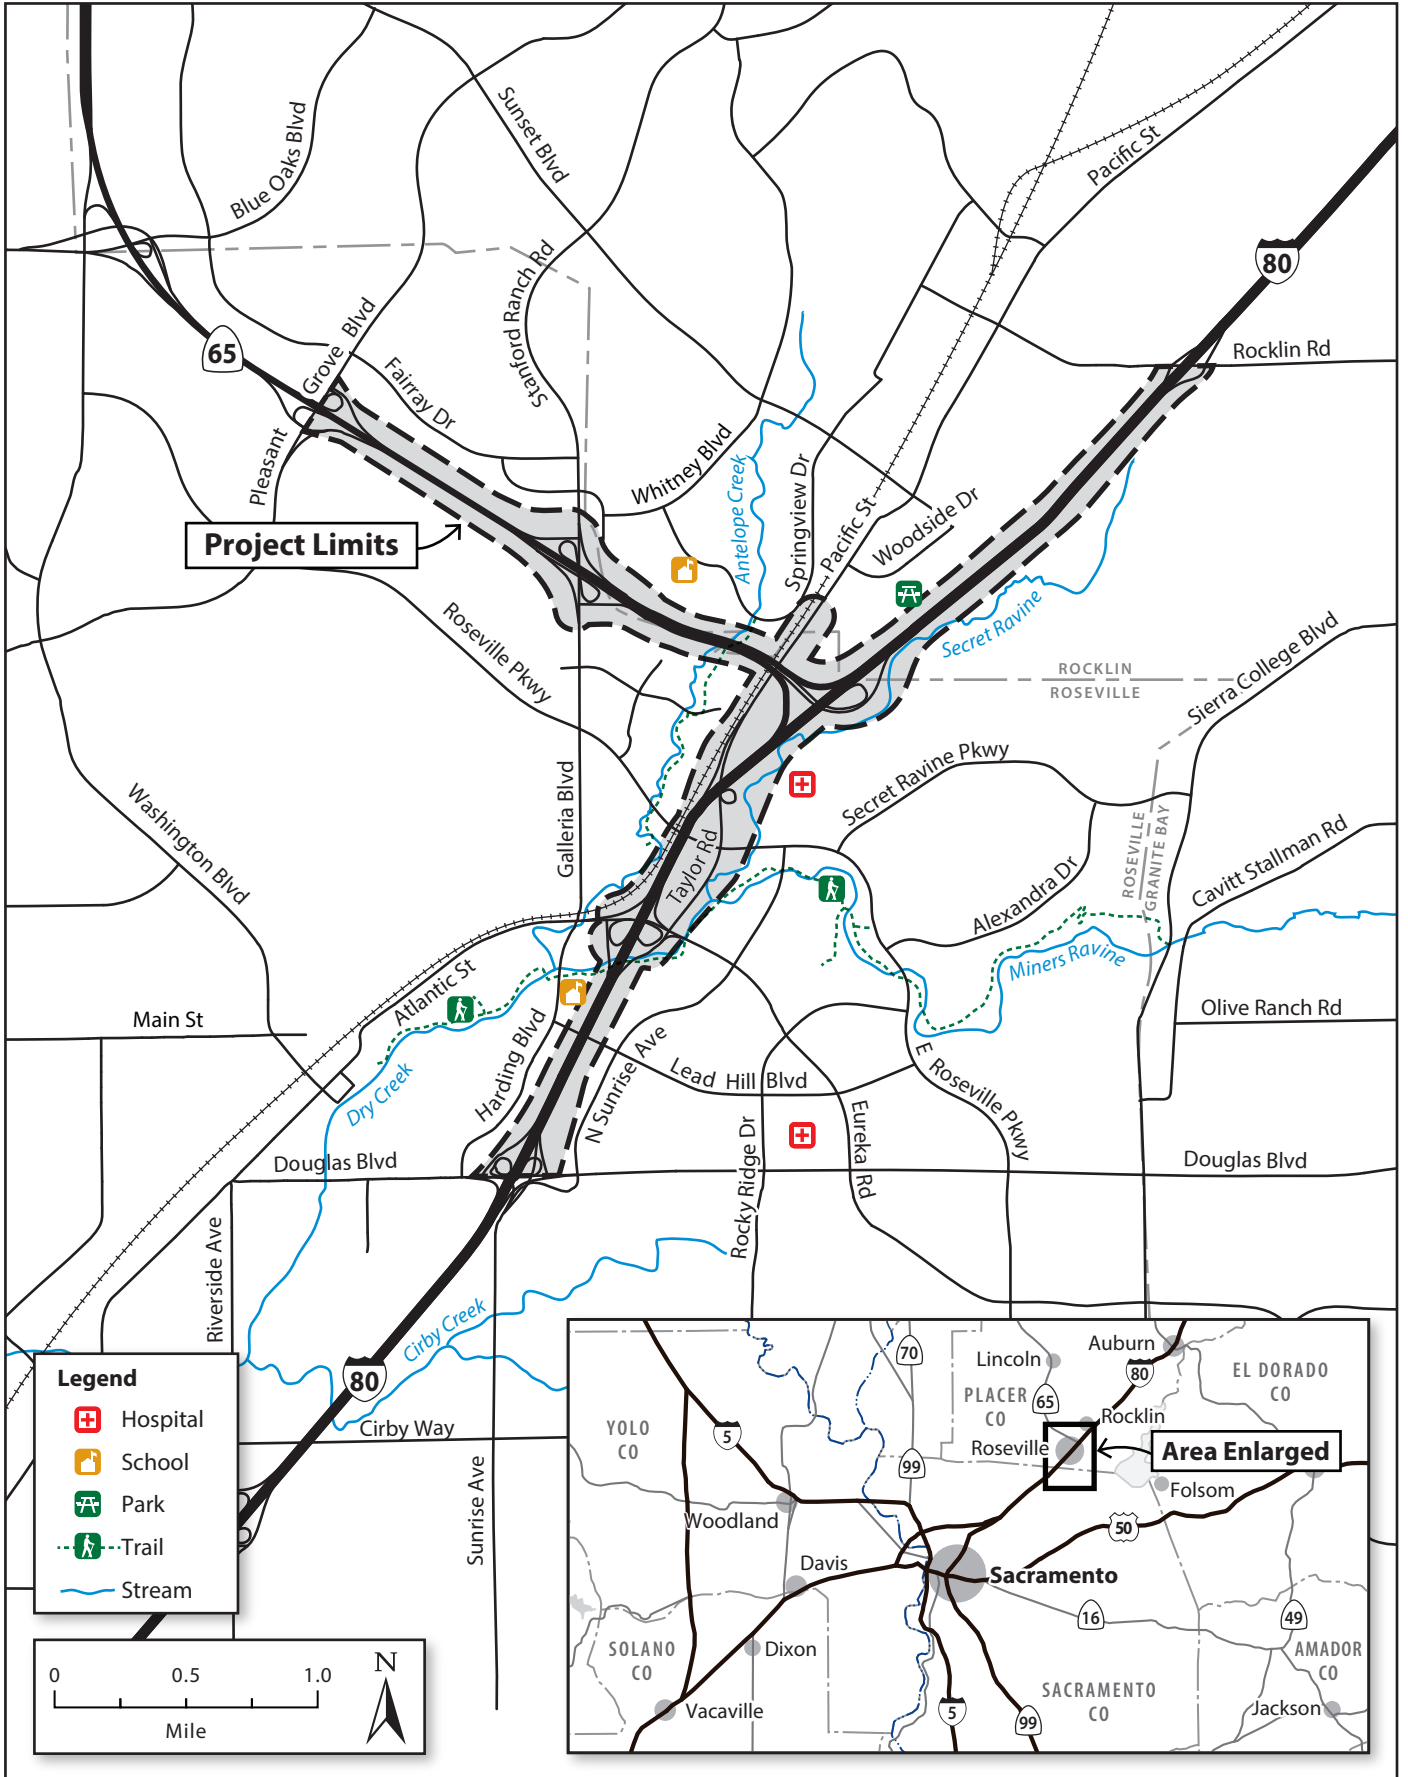 Blue Oaks Blvd
Sunset Blvd
Pacific St
80
Stanford Ranch Rd
65
Grove Blvd
Pleasant
Fairray Dr
Rocklin Rd
Whitney Blvd
Antelope Creek
Springview Dr
Pacific St
Woodside Dr
Project Limits
Secret Ravine
Roseville Pkwy
ROCKLIN
ROSEVILLE
Sierra College Blvd
Washington Blvd
Galleria Blvd
Secret Ravine Pkwy
Taylor Rd
ROSEVILLE
GRANITE BAY
Cavitt Stallman Rd
Alexandra Dr
Miners Ravine
Atlantic St
Main St
Olive Ranch Rd
Harding Blvd
N Sunrise Ave
Lead Hill Blvd
E Roseville Pkwy
Dry Creek
Rocky Ridge Dr
Eureka Rd
Douglas Blvd
Douglas Blvd
Riverside Ave
Cirby Creek
80
Cirby Way
Sunrise Ave
Legend
Hospital
School
Park
Trail
Stream
0 0.5 1.0
Mile
N
70
Lincoln
Auburn
80
EL DORADO
CO
PLACER
CO
65
YOLO
CO
5
Rocklin
Roseville
Area Enlarged
99
Folsom
Woodland
50
Davis
Sacramento
16
49
SOLANO
CO
Dixon
AMADOR
CO
SACRAMENTO
CO
Vacaville
5
99
Jackson